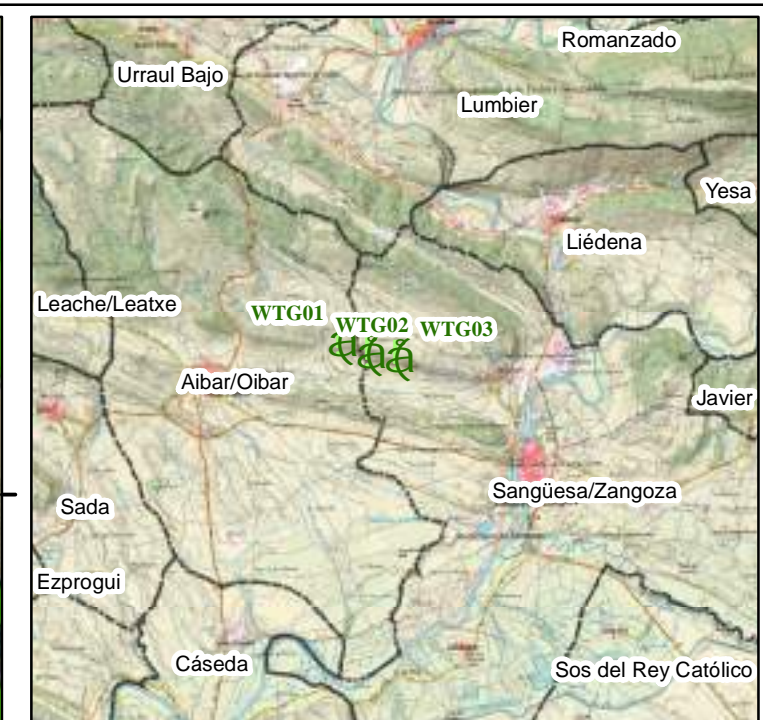 Romanzado
Urraul Bajo
Lumbier
Yesa
Liédena
Leache/Leatxe
WTG01
WTG02
WTG03
Aibar/Oibar
Javier
Sangüesa/Zangoza
Sada
Ezprogui
Cáseda
Sos del Rey Católico